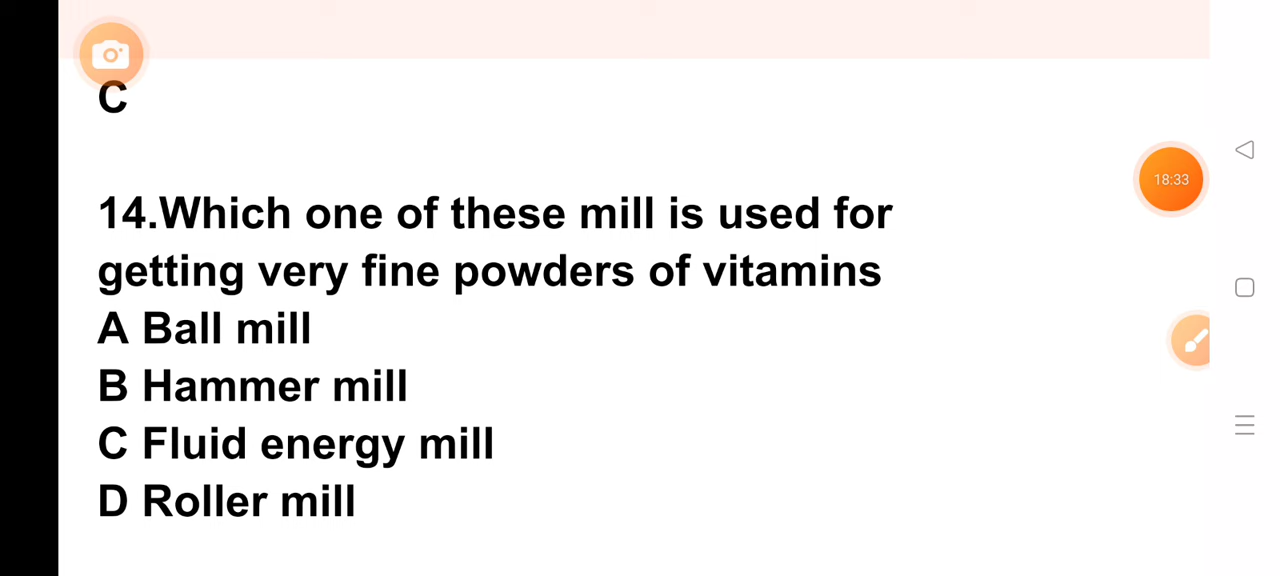 C
18:33
14.Which one of these mill is used for
getting very fine powders of vitamins
A Ball mill
B Hammer mill
C Fluid energy mill
D Roller mill